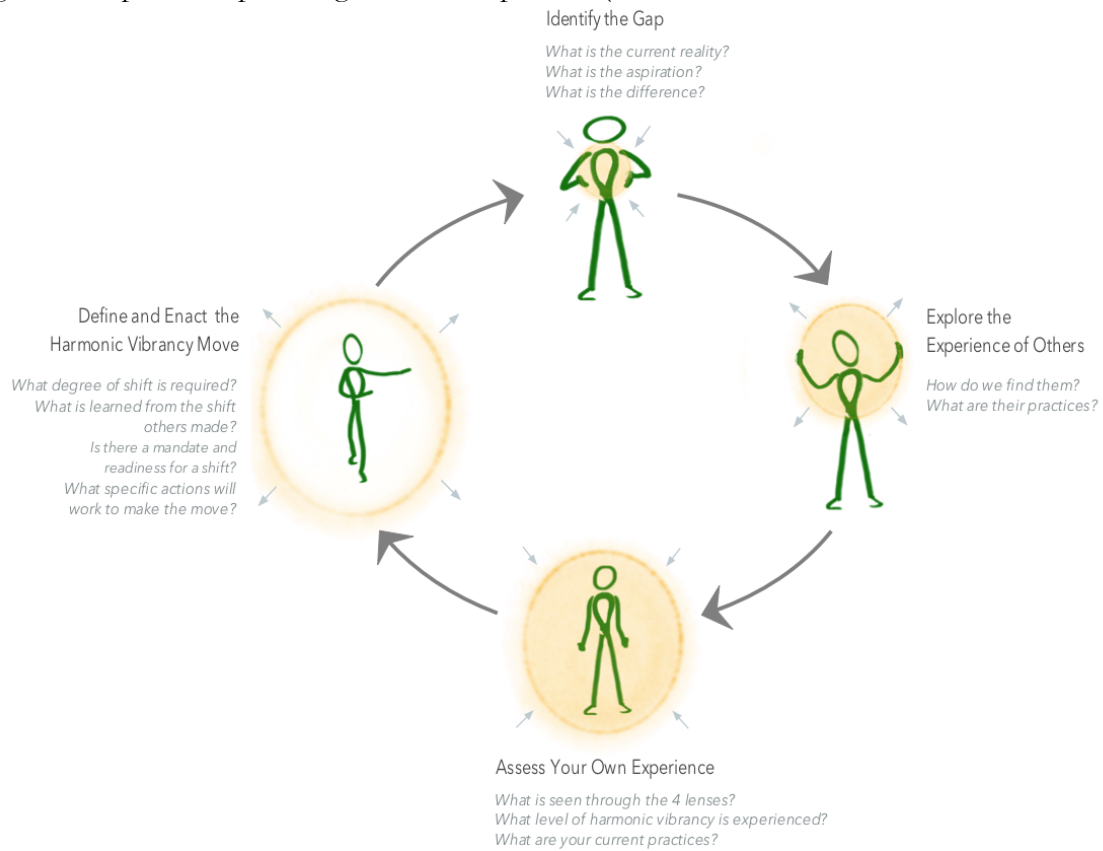 Identify the Gap
What is the current reality?
What is the aspiration?
What is the difference?
Explore the
Experience of Others
How do we find them?
What are their practices?
Assess Your Own Experience
What is seen through the 4 lenses?
What level of harmonic vibrancy is experienced?
What are your current practices?
Define and Enact the
Harmonic Vibrancy Move
What degree of shift is required?
What is learned from the shift
others made?
Is there a mandate and
readiness for a shift?
What specific actions will
work to make the move?